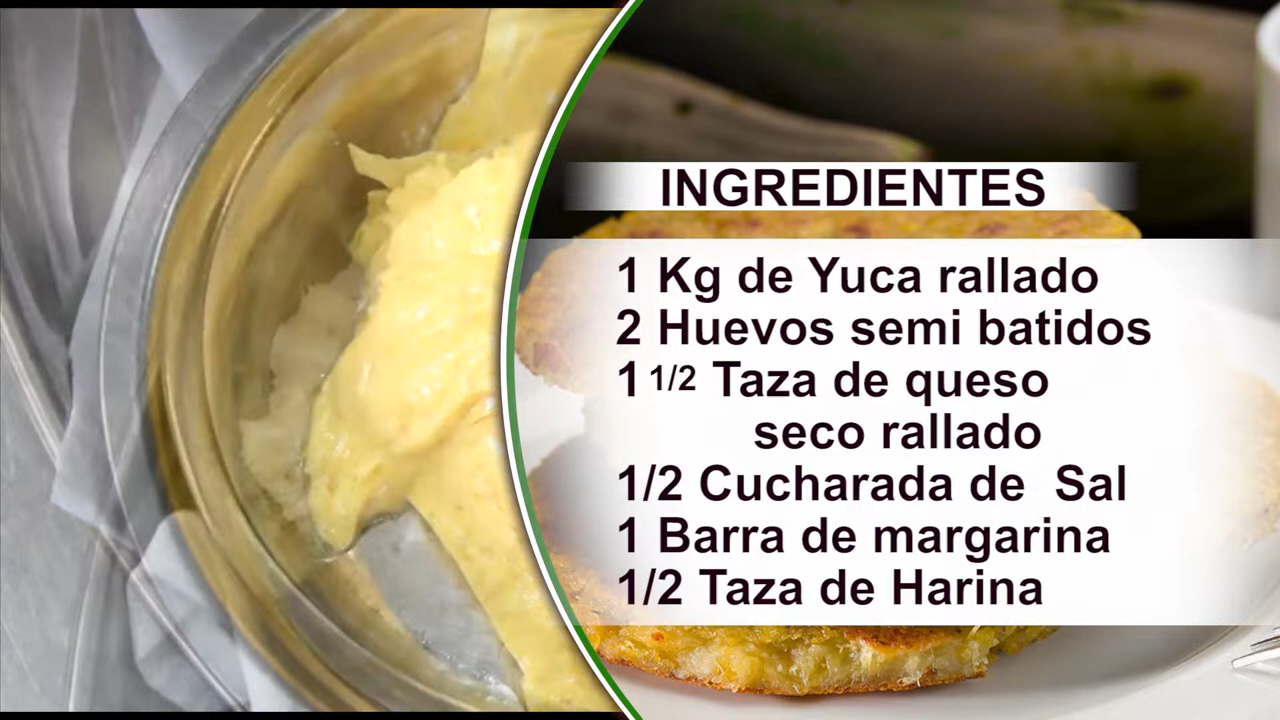 INGREDIENTES
1 Kg de Yuca rallado
2 Huevos semi batidos
1 1/2 Taza de queso
seco rallado
1/2 Cucharada de Sal
1 Barra de margarina
1/2 Taza de Harina